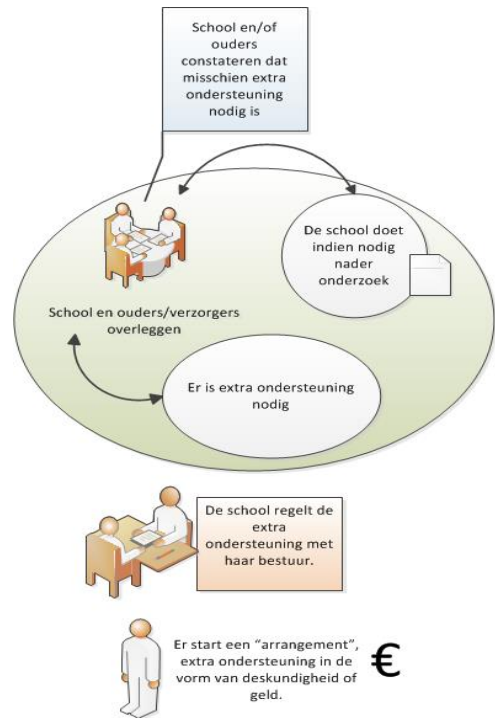 School en/of
ouders
constateren dat
misschien extra
ondersteuning
nodig is
De school doet
indien nodig
nader
onderzoek
School en ouders/verzorgers
overleggen
Er is extra ondersteuning
nodig
De school regelt de
extra
ondersteuning met
haar bestuur.
Er start een “arrangement”,
extra ondersteuning in de
vorm van deskundigheid of
geld.
€